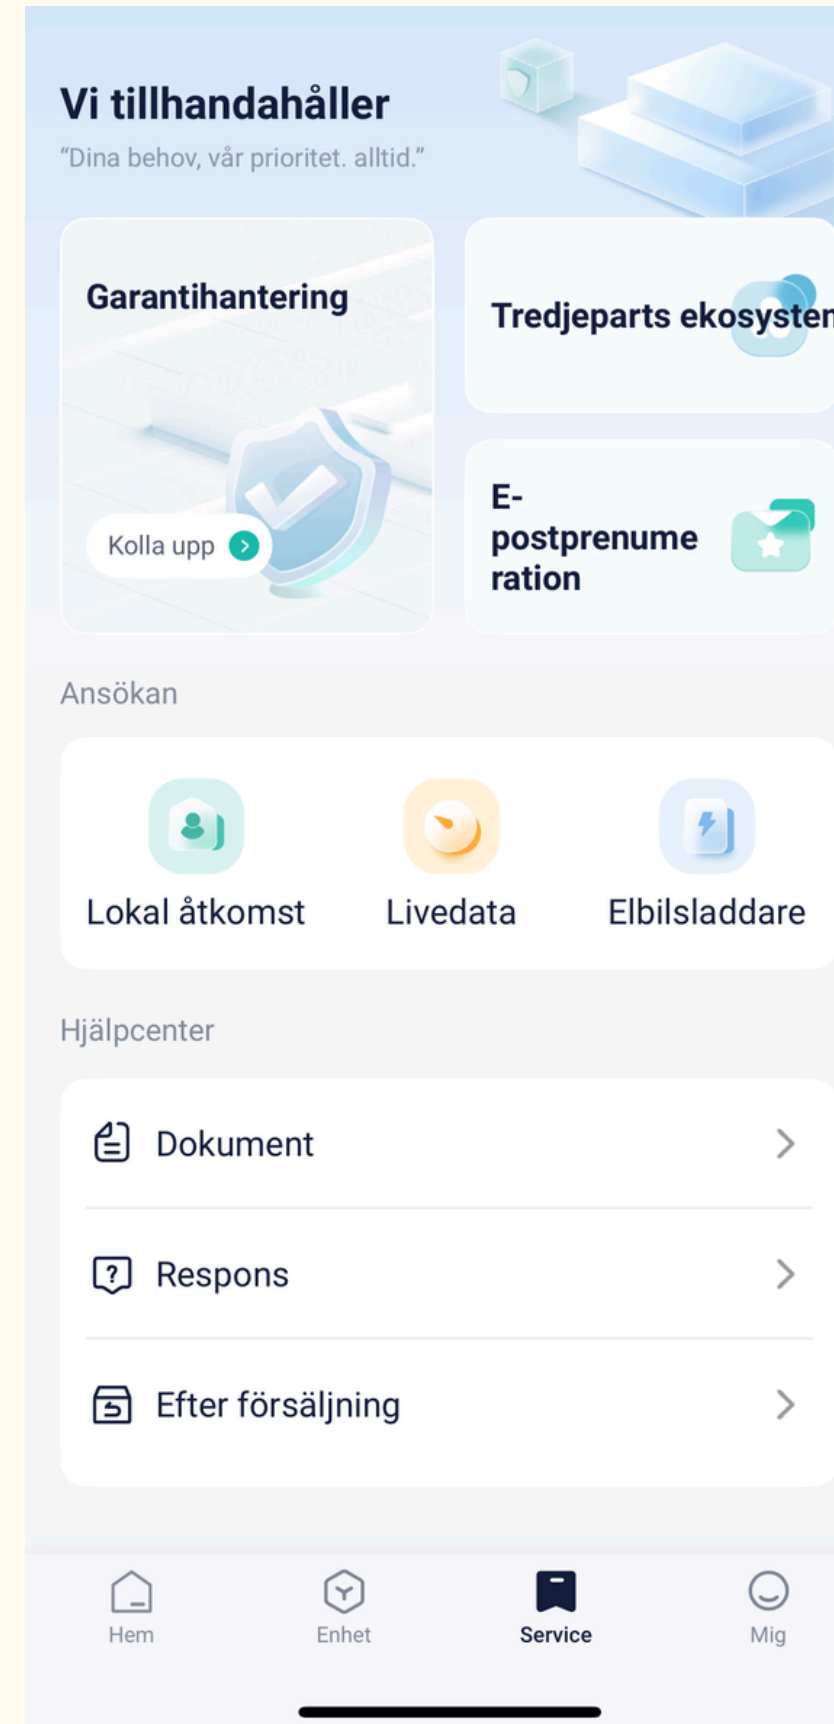 Vi tillhandahåller
“Dina behov, vår prioritet. alltid.”
Garantihantering
Kolla upp
Tredjeparts ekosysten
E-
postprenume
ration
Ansökan
Lokal åtkomst
Livedata
Elbilsladdare
Hjälpcenter
Dokument
Respons
Efter försäljning
Hem
Enhet
Service
Mig